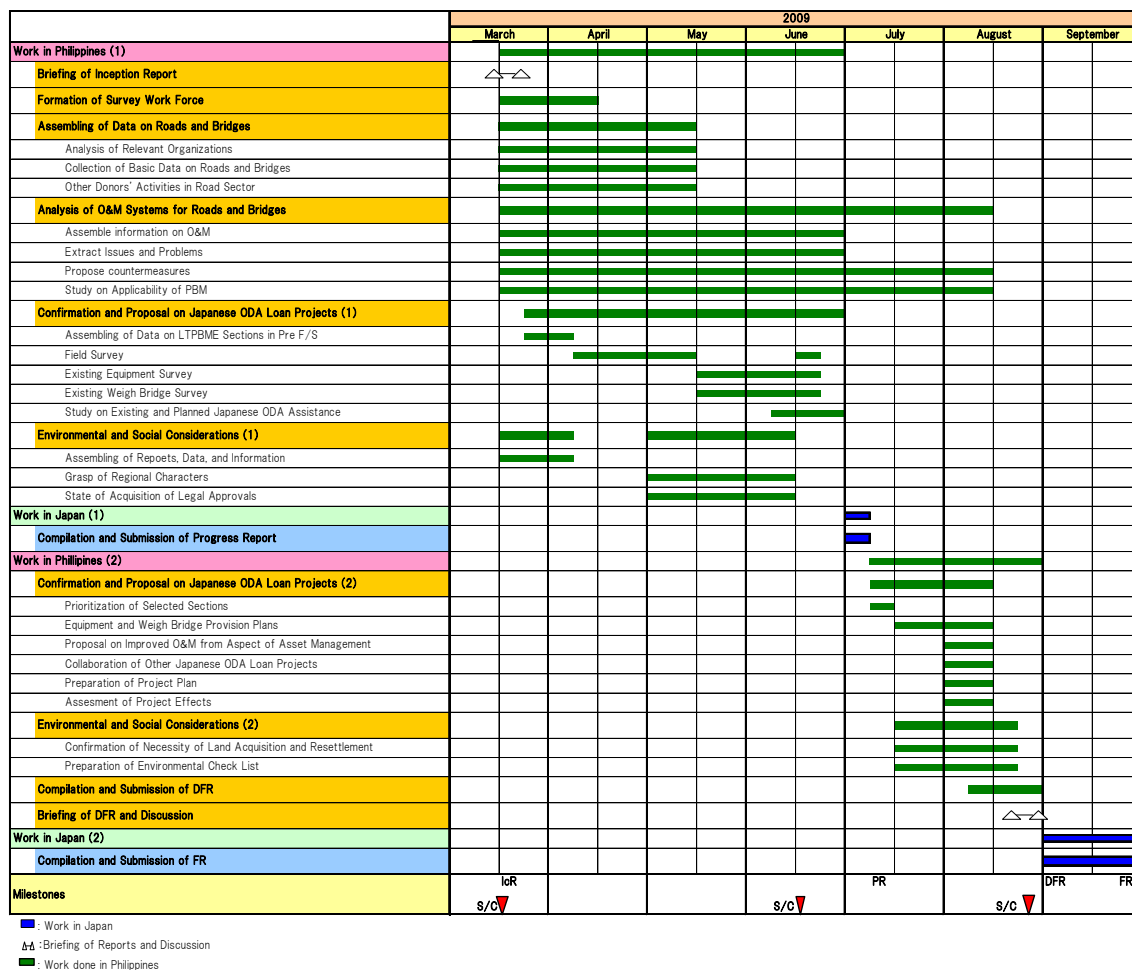 2009
March April May June July August September
Work in Philippines (1)
Briefing of Inception Report
Formation of Survey Work Force
Assembling of Data on Roads and Bridges
Analysis of Relevant Organizations
Collection of Basic Data on Roads and Bridges
Other Donors' Activities in Road Sector
Analysis of O&M Systems for Roads and Bridges
Assemble information on O&M
Extract Issues and Problems
Propose countermeasures
Study on Applicability of PBM
Confirmation and Proposal on Japanese ODA Loan Projects (1)
Assembling of Data on LTPBME Sections in Pre F/S
Field Survey
Existing Equipment Survey
Existing Weigh Bridge Survey
Study on Existing and Planned Japanese ODA Assistance
Environmental and Social Considerations (1)
Assembling of Repoets, Data, and Information
Grasp of Regional Characters
State of Acquisition of Legal Approvals
Work in Japan (1)
Compilation and Submission of Progress Report
Work in Phillipines (2)
Confirmation and Proposal on Japanese ODA Loan Projects (2)
Prioritization of Selected Sections
Equipment and Weigh Bridge Provision Plans
Proposal on Improved O&M from Aspect of Asset Management
Collaboration of Other Japanese ODA Loan Projects
Preparation of Project Plan
Assesment of Project Effects
Environmental and Social Considerations (2)
Confirmation of Necessity of Land Acquisition and Resettlement
Preparation of Environmental Check List
Compilation and Submission of DFR
Briefing of DFR and Discussion
Work in Japan (2)
Compilation and Submission of FR
Milestones
IcR PR DFR FR
S/C S/C S/C
: Work in Japan
:Briefing of Reports and Discussion
: Work done in Philippines